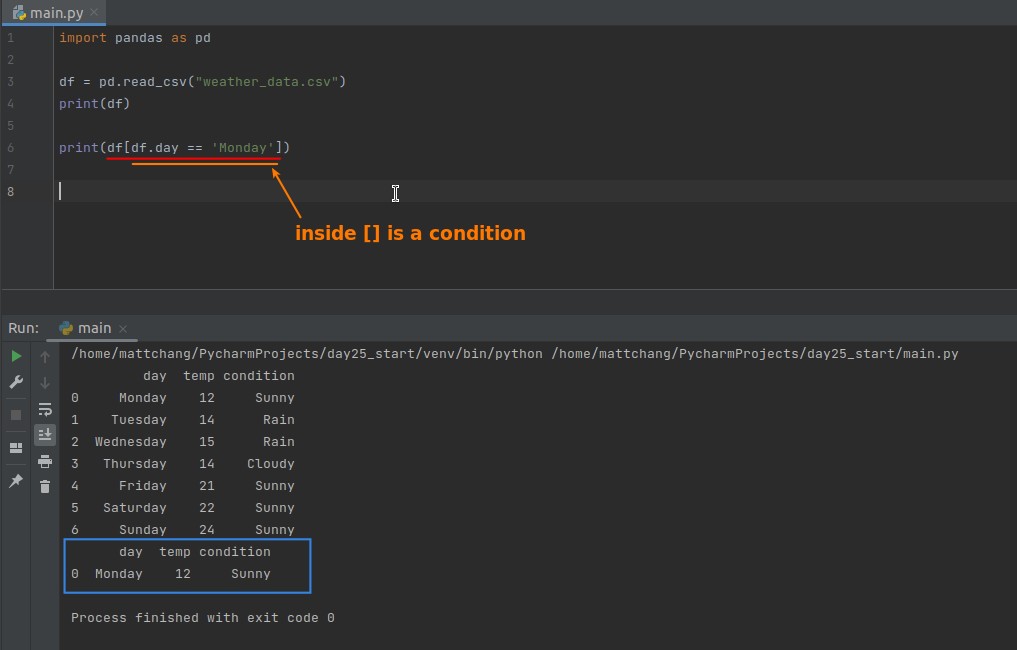 main.py
1 import pandas as pd
2
3 df = pd.read_csv("weather_data.csv")
4 print(df)
5
6 print(df[df.day == 'Monday'])
7
8
inside [] is a condition
Run: main
/home/mattchang/PycharmProjects/day25_start/venv/bin/python /home/mattchang/PycharmProjects/day25_start/main.py
day temp condition
0 Monday 12 Sunny
1 Tuesday 14 Rain
2 Wednesday 15 Rain
3 Thursday 14 Cloudy
4 Friday 21 Sunny
5 Saturday 22 Sunny
6 Sunday 24 Sunny
day temp condition
0 Monday 12 Sunny
Process finished with exit code 0